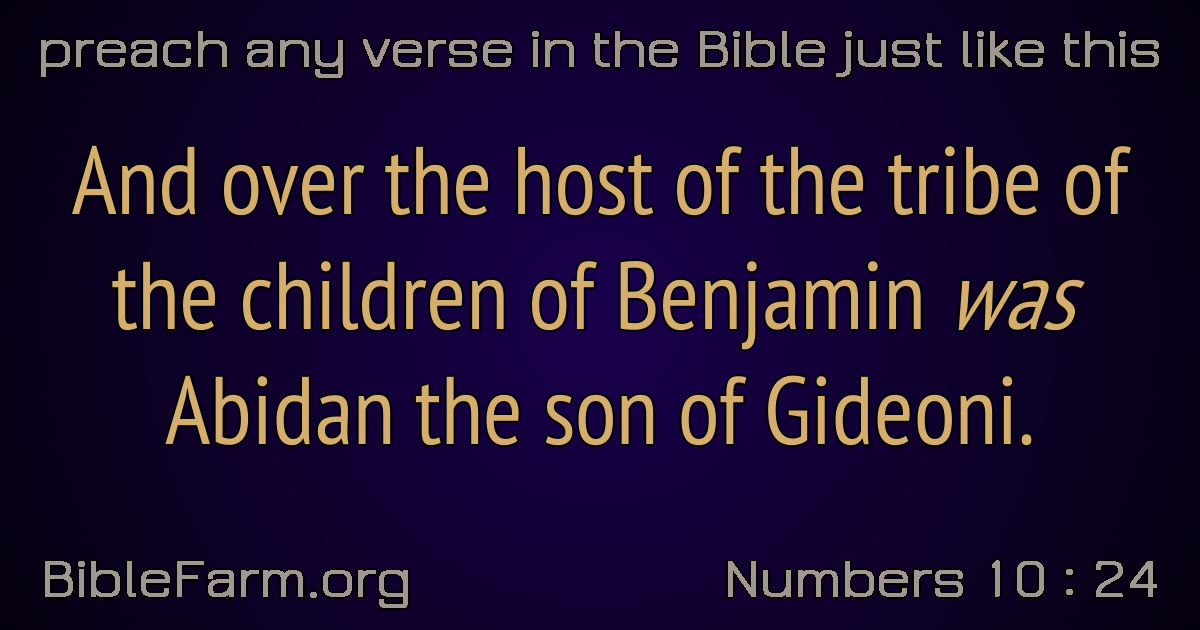 preach any verse in the Bible just like this
And over the host of the tribe of
the children of Benjamin was
Abidan the son of Gideoni.
BibleFarm.org
Numbers 10 : 24